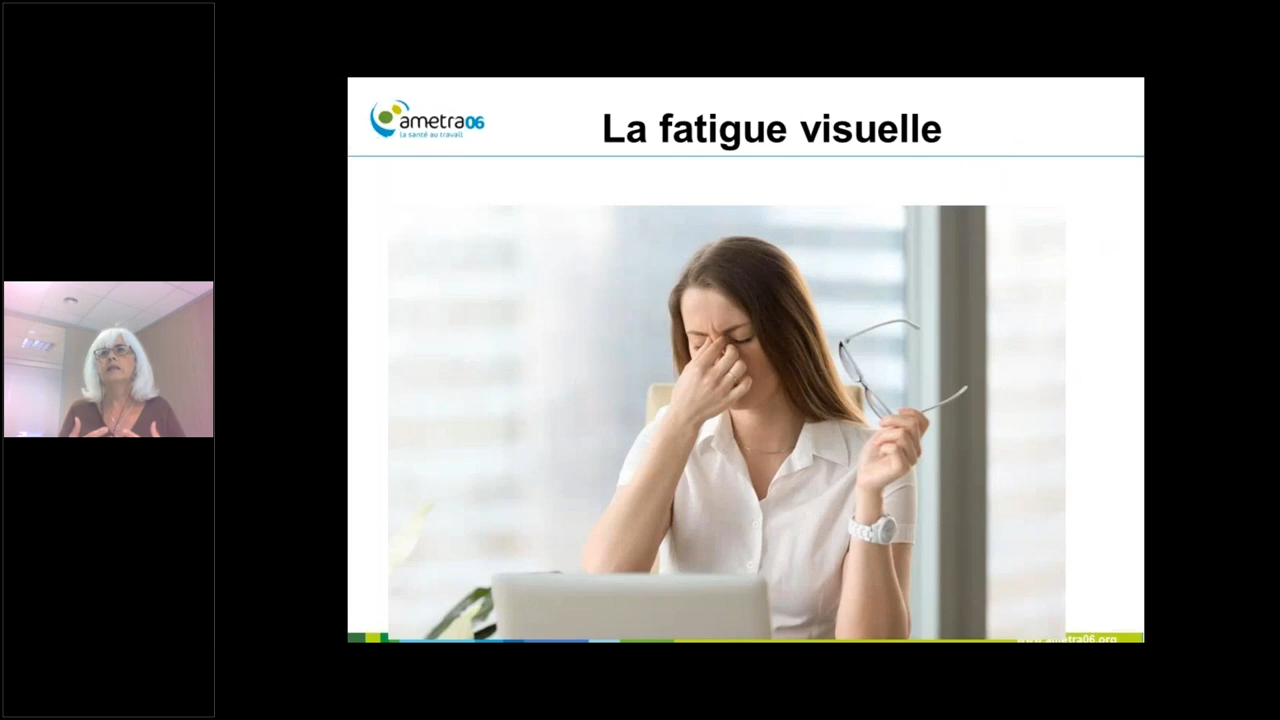 ametra06
la santé au travail
La fatigue visuelle
www.ametra06.org